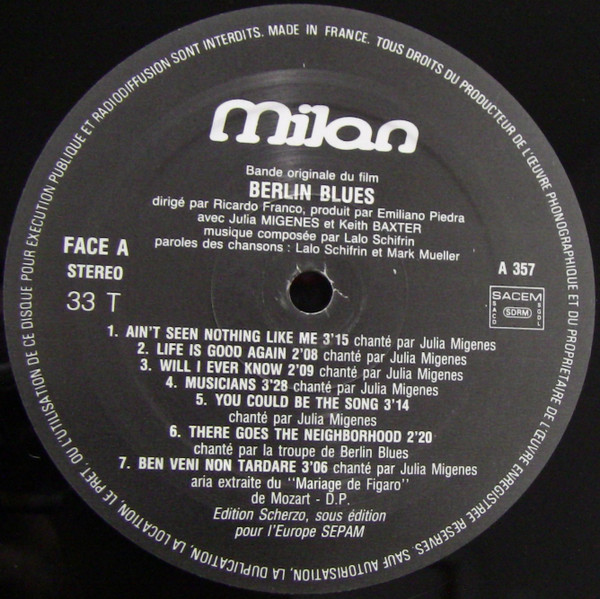 DE CE DISQUE POUR EXECUTION PUBLIQUE ET RADIODIFFUSION SONT INTERDITS. MADE IN FRANCE. TOUS DROITS DU PRODUCTEUR DE L'ŒUVRE PHONOGRAPHIQUE ET DU PROPRIETAIRE DE L'ŒUVRE ENREGISTREE RESERVES. SAUF AUTORISATION, LA DUPLICATION, LA LOCATION, LE PRET, OU L'UTILISATION
milan
Bande originale du film
BERLIN BLUES
dirigé par Ricardo Franco, produit par Emiliano Piedra
avec Julia MIGENES et Keith BAXTER
musique composée par Lalo Schifrin
paroles des chansons : Lalo Schifrin et Mark Mueller
FACE A
STEREO
33 T
A 357
SACEM
SACD
SDRM
SGDL
1. AIN'T SEEN NOTHING LIKE ME 3'15 chanté par Julia Migenes
2. LIFE IS GOOD AGAIN 2'08 chanté par Julia Migenes
3. WILL I EVER KNOW 2'09 chanté par Julia Migenes
4. MUSICIANS 3'28 chanté par Julia Migenes
5. YOU COULD BE THE SONG 3'14
chanté par Julia Migenes
6. THERE GOES THE NEIGHBORHOOD 2'20
chanté par la troupe de Berlin Blues
7. BEN VENI NON TARDARE 3'06 chanté par Julia Migenes
aria extraite du "Mariage de Figaro"
de Mozart - D.P.
Edition Scherzo, sous édition
pour l'Europe SEPAM